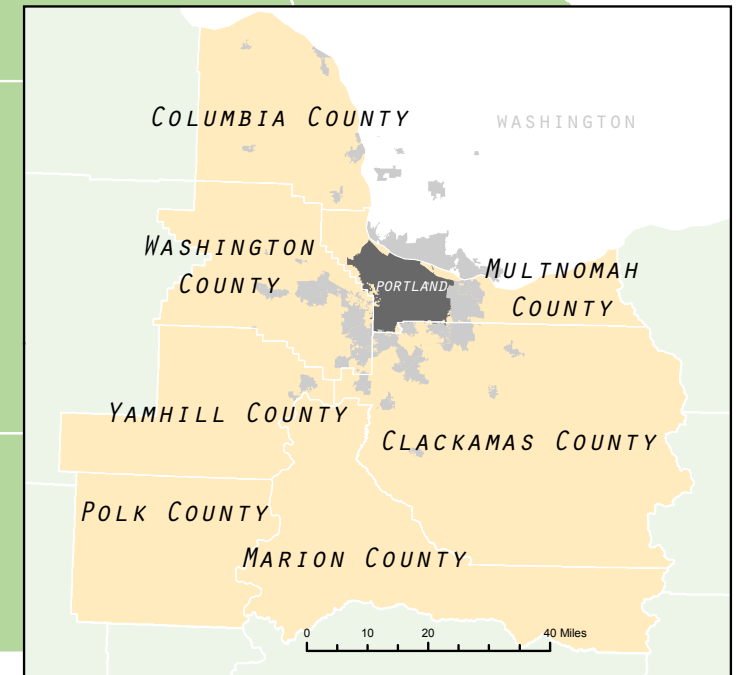 COLUMBIA COUNTY
WASHINGTON
WASHINGTON
COUNTY
PORTLAND
MULTNOMAH
COUNTY
YAMHILL COUNTY
CLACKAMAS COUNTY
POLK COUNTY
MARION COUNTY
0 10 20 40 Miles